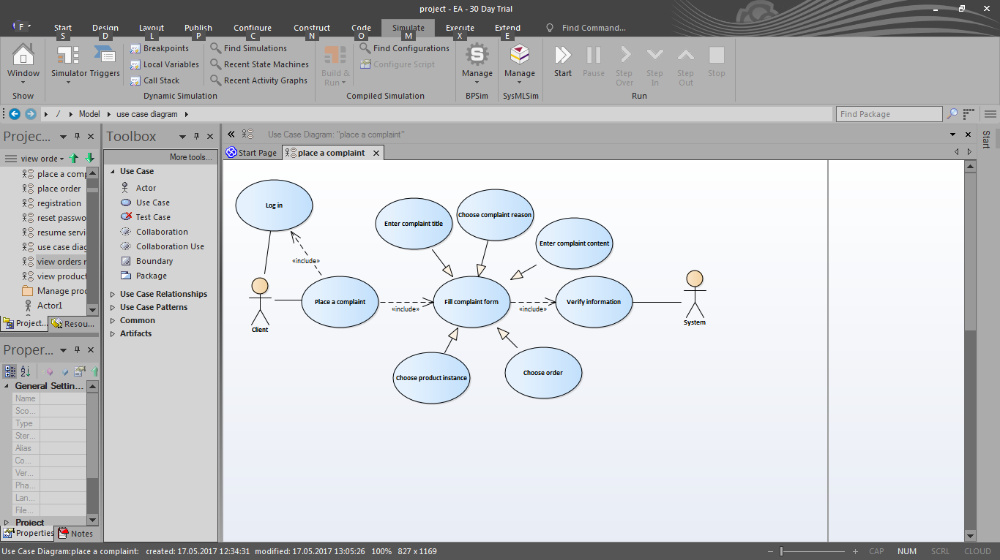 project - EA - 30 Day Trial
F
Start Design Layout Publish Configure Construct Code Simulate Execute Extend Find Command...
S D L P C N O M X E
Window
Show
Simulator Triggers
Breakpoints
Local Variables
Call Stack
Find Simulations
Recent State Machines
Recent Activity Graphs
Dynamic Simulation
Build &
Run
Find Configurations
Configure Script
Compiled Simulation
Manage
BPSim
Manage
SysMLSim
Start
Pause
Step
Over
Step
In
Step
Out
Stop
Run
/ Model use case diagram
Find Package
Projec...
view orde
place a comp
place order
registration
reset passwo
resume servi
use case diag
view orders r
view product
Manage proc
Actor1
Project...
Resou...
Proper...
General Settin...
Name
Sco...
Type
Ster...
Alias
Co...
Ver...
Pha...
Lan...
File...
Project
Properties
Notes
Toolbox
More tools...
Use Case
Actor
Use Case
Test Case
Collaboration
Collaboration Use
Boundary
Package
Use Case Relationships
Use Case Patterns
Common
Artifacts
Use Case Diagram: "place a complaint"
Start Page
place a complaint
Start
Log in
Enter complaint title
Choose complaint reason
Enter complaint content
«include»
Client
Place a complaint
«include»
Fill complaint form
«include»
Verify information
System
Choose product instance
Choose order
Use Case Diagram:place a complaint: created: 17.05.2017 12:34:31 modified: 17.05.2017 13:05:26 100% 827 x 1169
CAP NUM SCRL CLOUD